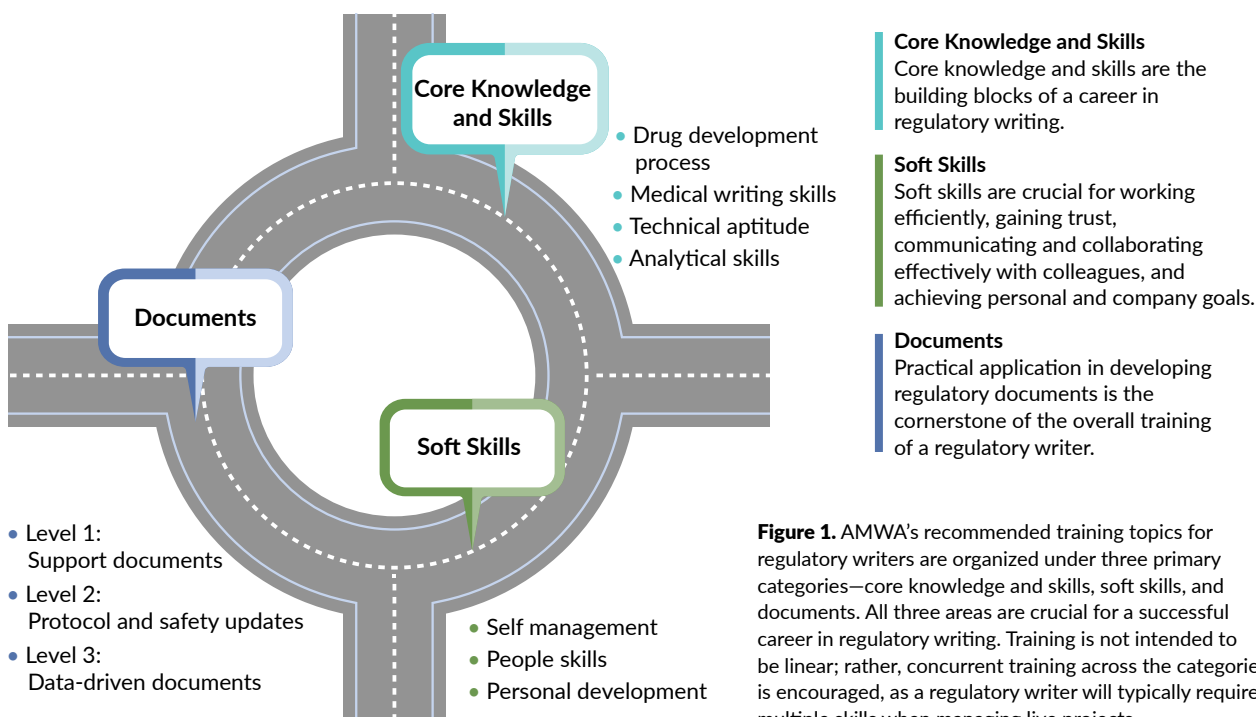 Core Knowledge
and Skills
• Drug development
process
• Medical writing skills
• Technical aptitude
• Analytical skills
Documents
• Level 1:
Support documents
• Level 2:
Protocol and safety updates
• Level 3:
Data-driven documents
Soft Skills
• Self management
• People skills
• Personal development
Core Knowledge and Skills
Core knowledge and skills are the
building blocks of a career in
regulatory writing.
Soft Skills
Soft skills are crucial for working
efficiently, gaining trust,
communicating and collaborating
effectively with colleagues, and
achieving personal and company goals.
Documents
Practical application in developing
regulatory documents is the
cornerstone of the overall training
of a regulatory writer.
Figure 1. AMWA's recommended training topics for
regulatory writers are organized under three primary
categories—core knowledge and skills, soft skills, and
documents. All three areas are crucial for a successful
career in regulatory writing. Training is not intended to
be linear; rather, concurrent training across the categorie
is encouraged, as a regulatory writer will typically require
multiple skills when managing live projects